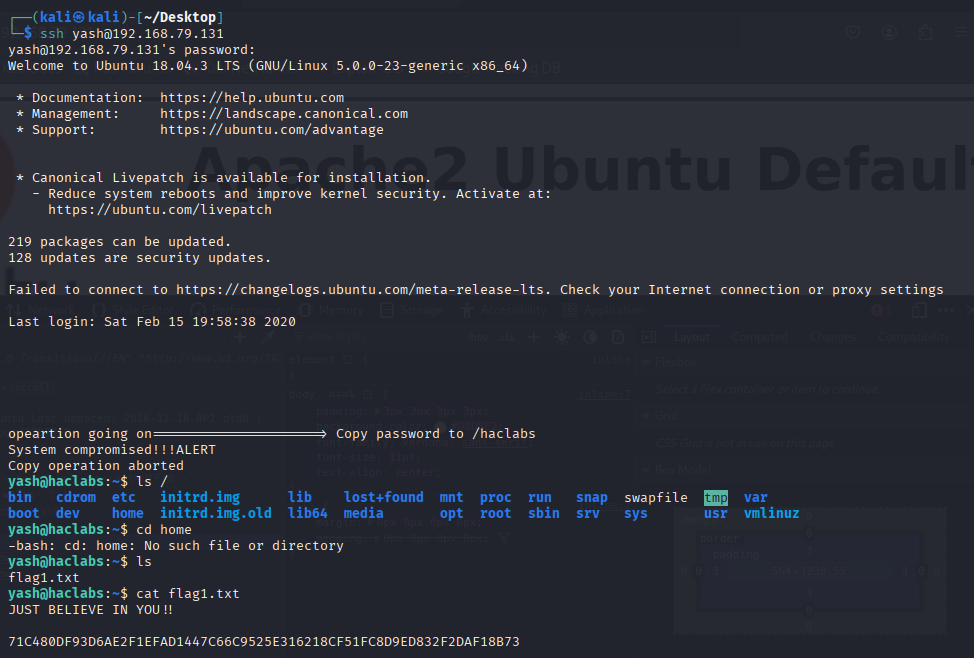 ┌──(kali㉿kali)-[~/Desktop]
└─$ ssh yash@192.168.79.131
yash@192.168.79.131's password:
Welcome to Ubuntu 18.04.3 LTS (GNU/Linux 5.0.0-23-generic x86_64)
* Documentation:  https://help.ubuntu.com
* Management:     https://landscape.canonical.com
* Support:        https://ubuntu.com/advantage
* Canonical Livepatch is available for installation.
- Reduce system reboots and improve kernel security. Activate at:
https://ubuntu.com/livepatch
Apache2 Ubuntu Defaul
219 packages can be updated.
128 updates are security updates.
Failed to connect to https://changelogs.ubuntu.com/meta-release-lts. Check your Internet connection or proxy settings
Last login: Sat Feb 15 19:58:38 2020
Layout Computed Changes Compatibility
opeartion going on======================> Copy password to /haclabs
System compromised!!!ALERT
Copy operation aborted
yash@haclabs:~$ ls /
bin   cdrom  etc   initrd.img      lib    lost+found  mnt  proc  run   snap  swapfile  tmp  var
boot  dev    home  initrd.img.old  lib64  media       opt  root  sbin  srv   sys       usr  vmlinuz
yash@haclabs:~$ cd home
-bash: cd: home: No such file or directory
yash@haclabs:~$ ls
flag1.txt
yash@haclabs:~$ cat flag1.txt
JUST BELIEVE IN YOU!!
71C480DF93D6AE2F1EFAD1447C66C9525E316218CF51FC8D9ED832F2DAF18B73